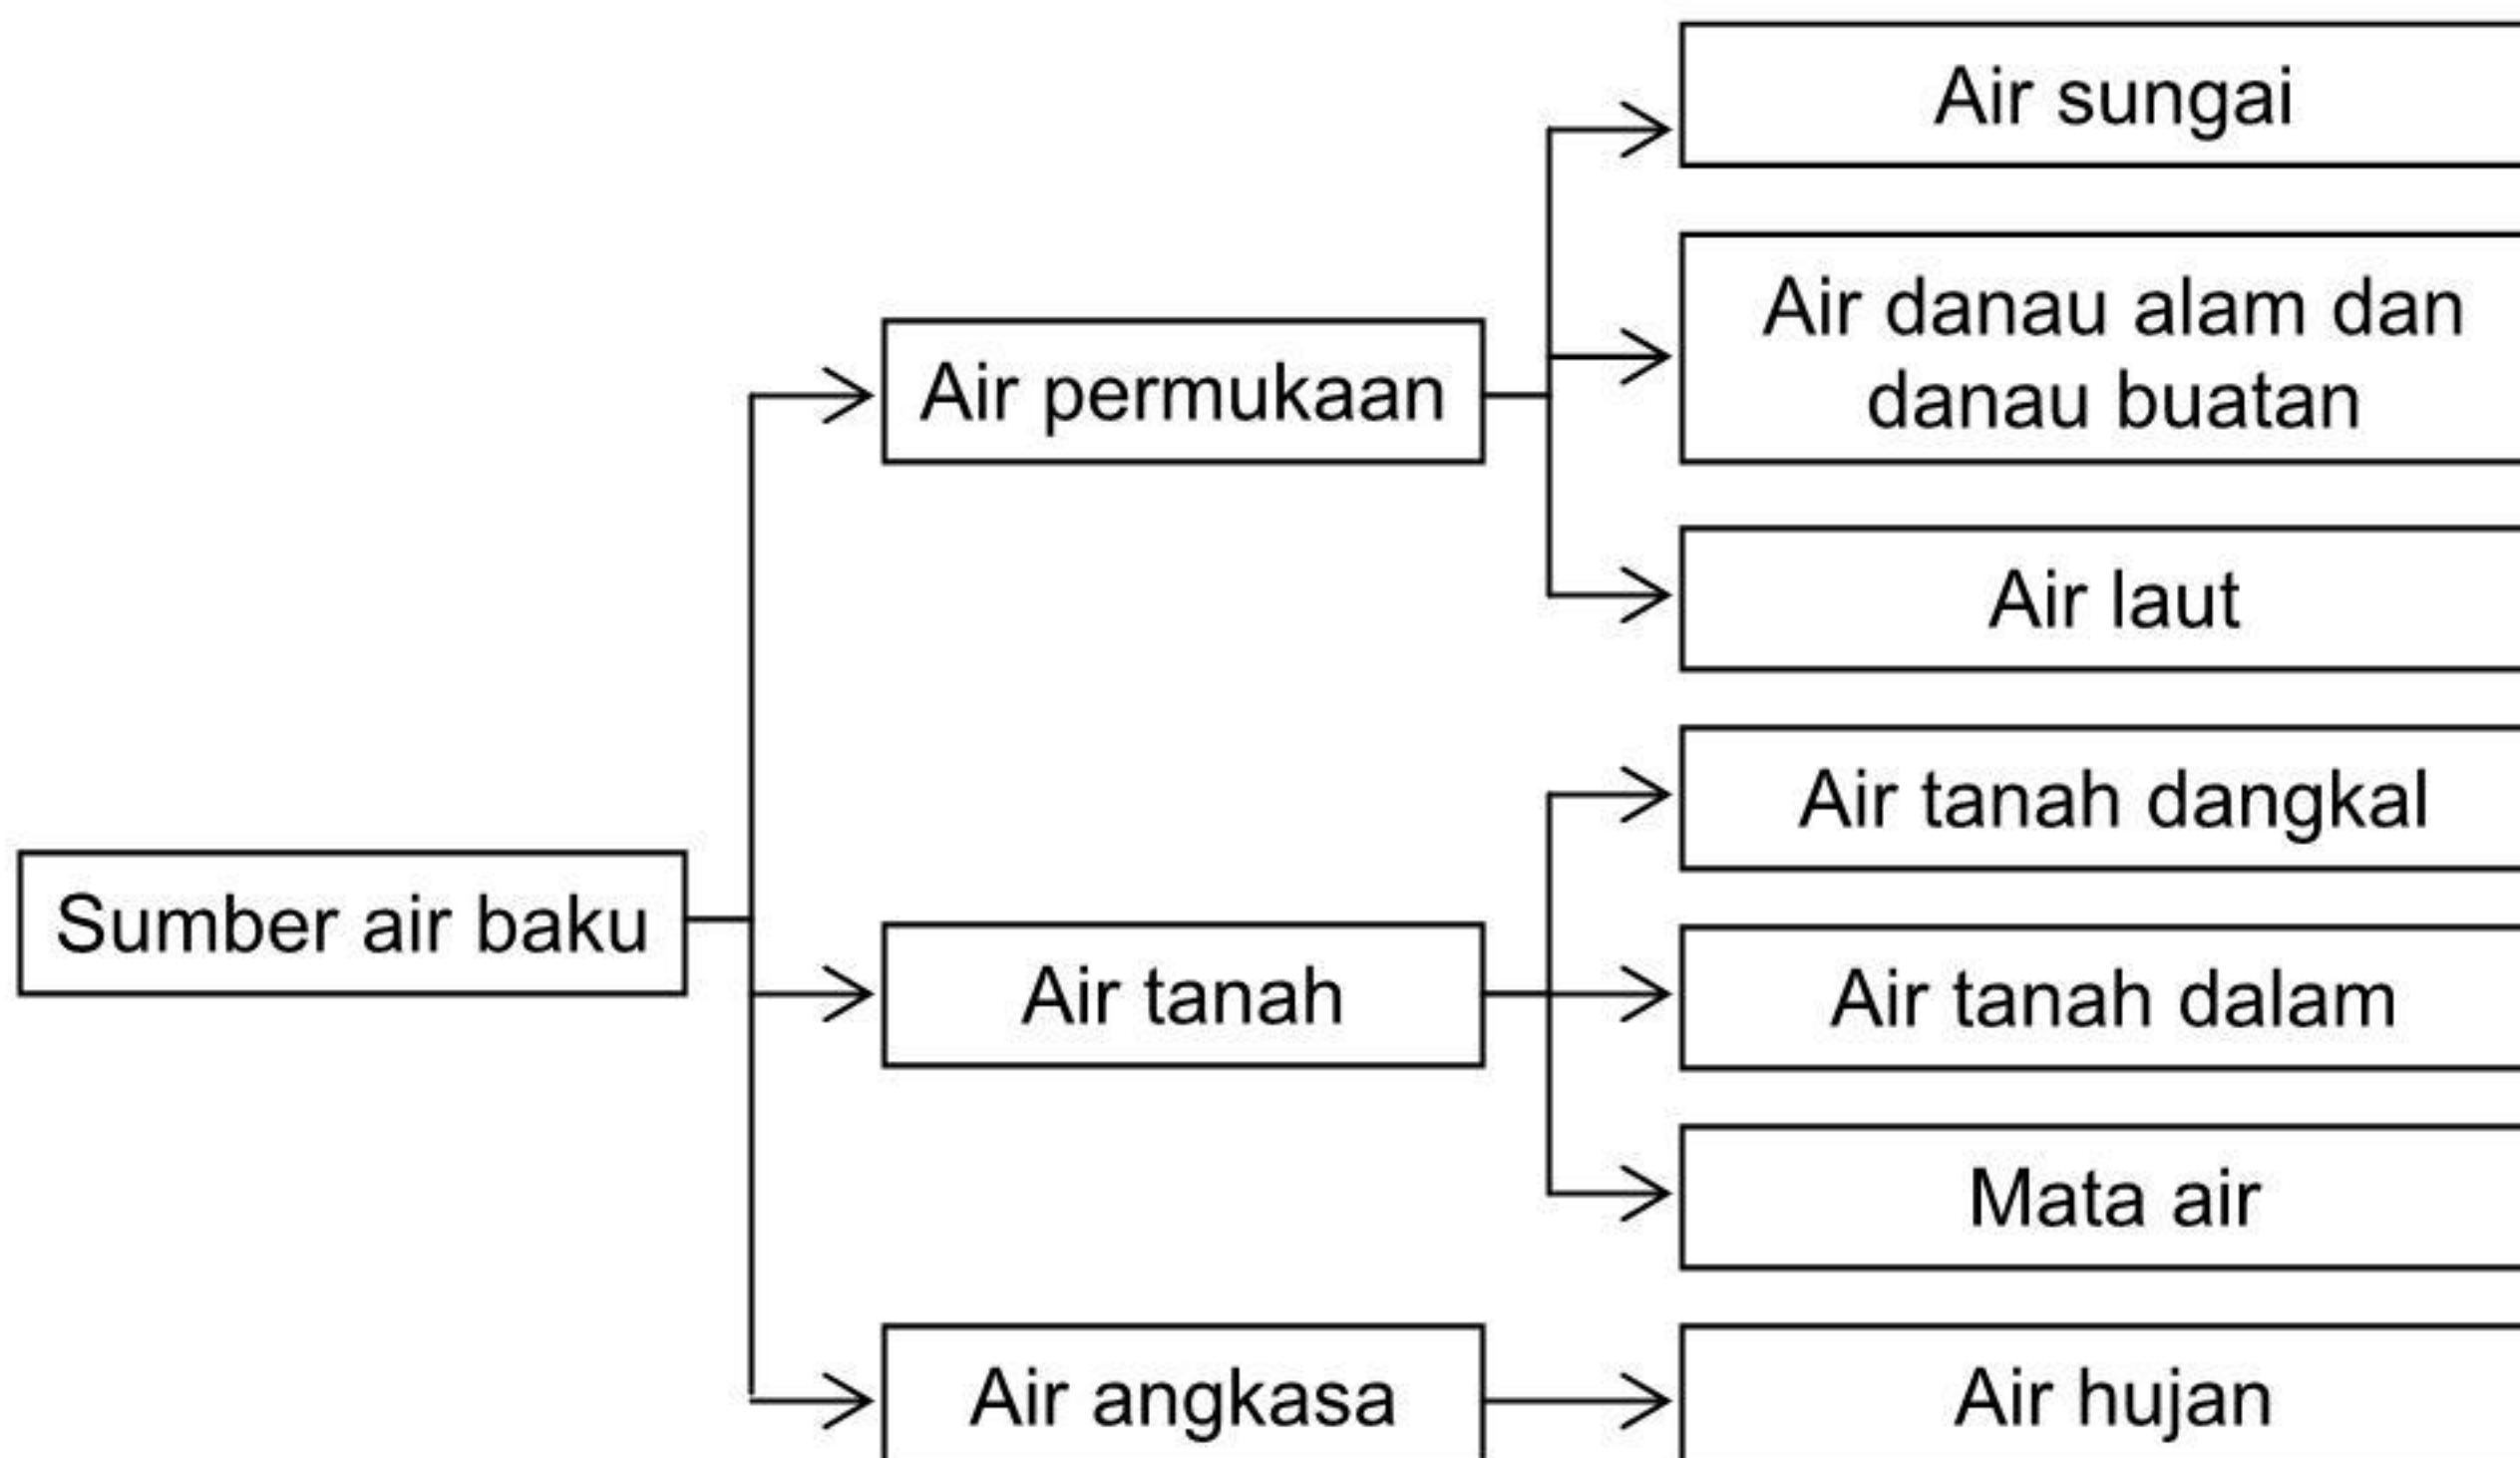 Air sungai
Air danau alam dan
danau buatan
Air permukaan
Air laut
Air tanah dangkal
Sumber air baku
Air tanah
Air tanah dalam
Mata air
Air angkasa
Air hujan